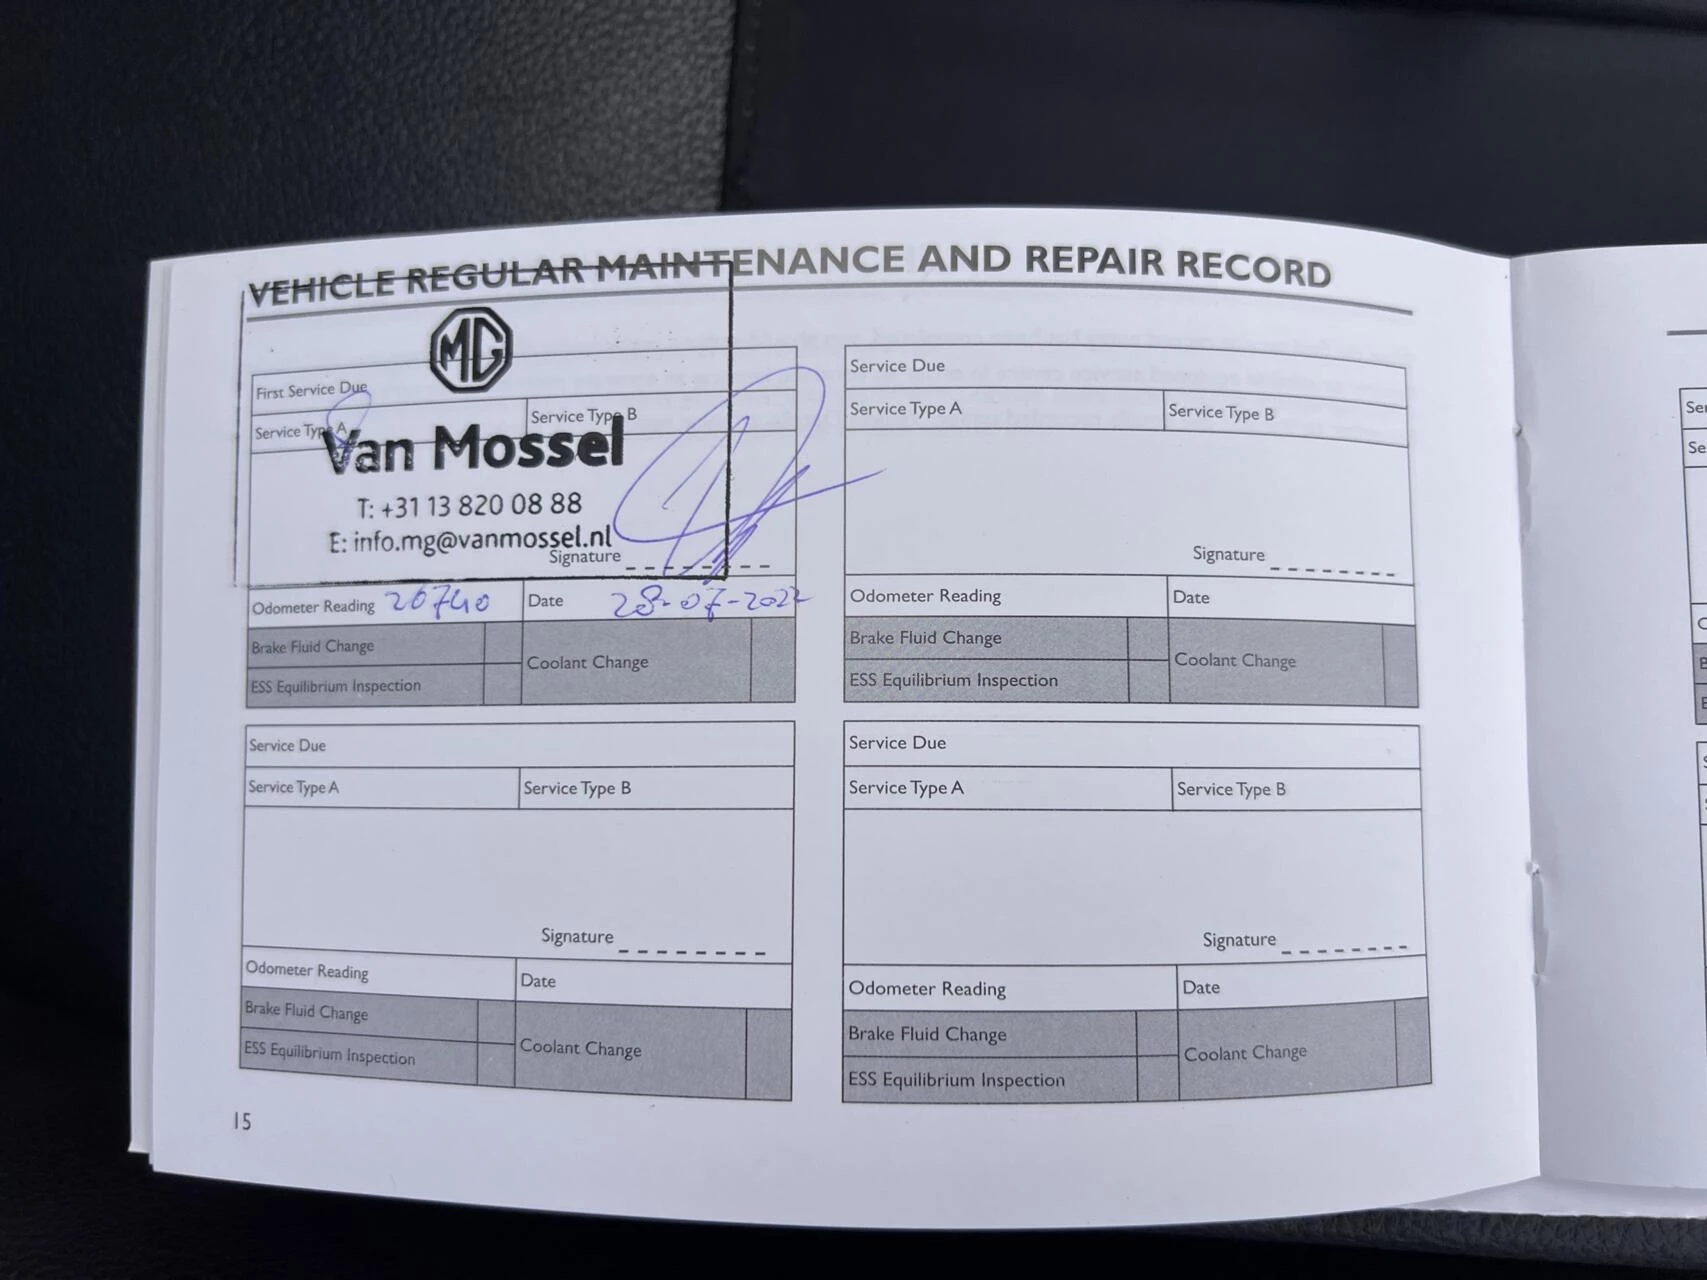 VEHICLE REGULAR MAINTENANCE AND REPAIR RECORD
MG
First Service Due
Service Type A
Service Type B
Van Mossel
T: +31 13 820 08 88
E: info.mg@vanmossel.nl
Signature
Odometer Reading 26740
Date 28-07-2022
Brake Fluid Change
Coolant Change
ESS Equilibrium Inspection
Service Due
Service Type A
Service Type B
Signature
Odometer Reading
Date
Brake Fluid Change
Coolant Change
ESS Equilibrium Inspection
Service Due
Service Type A
Service Type B
Signature
Odometer Reading
Date
Brake Fluid Change
Coolant Change
ESS Equilibrium Inspection
Service Due
Service Type A
Service Type B
Signature
Odometer Reading
Date
Brake Fluid Change
Coolant Change
ESS Equilibrium Inspection
15